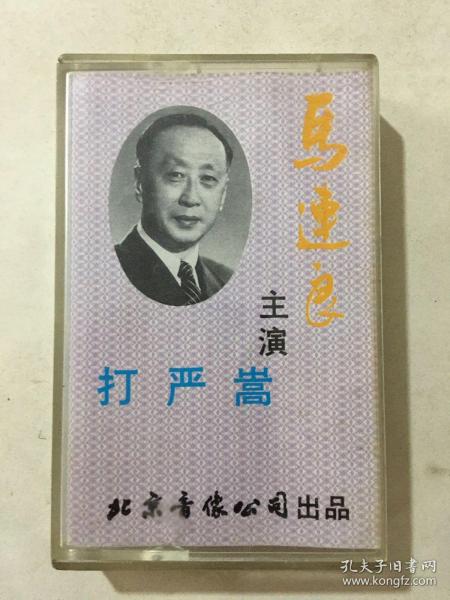 馬連良
主演
打严嵩
北京音像公司出品
孔夫子旧书网
www.kongfz.com